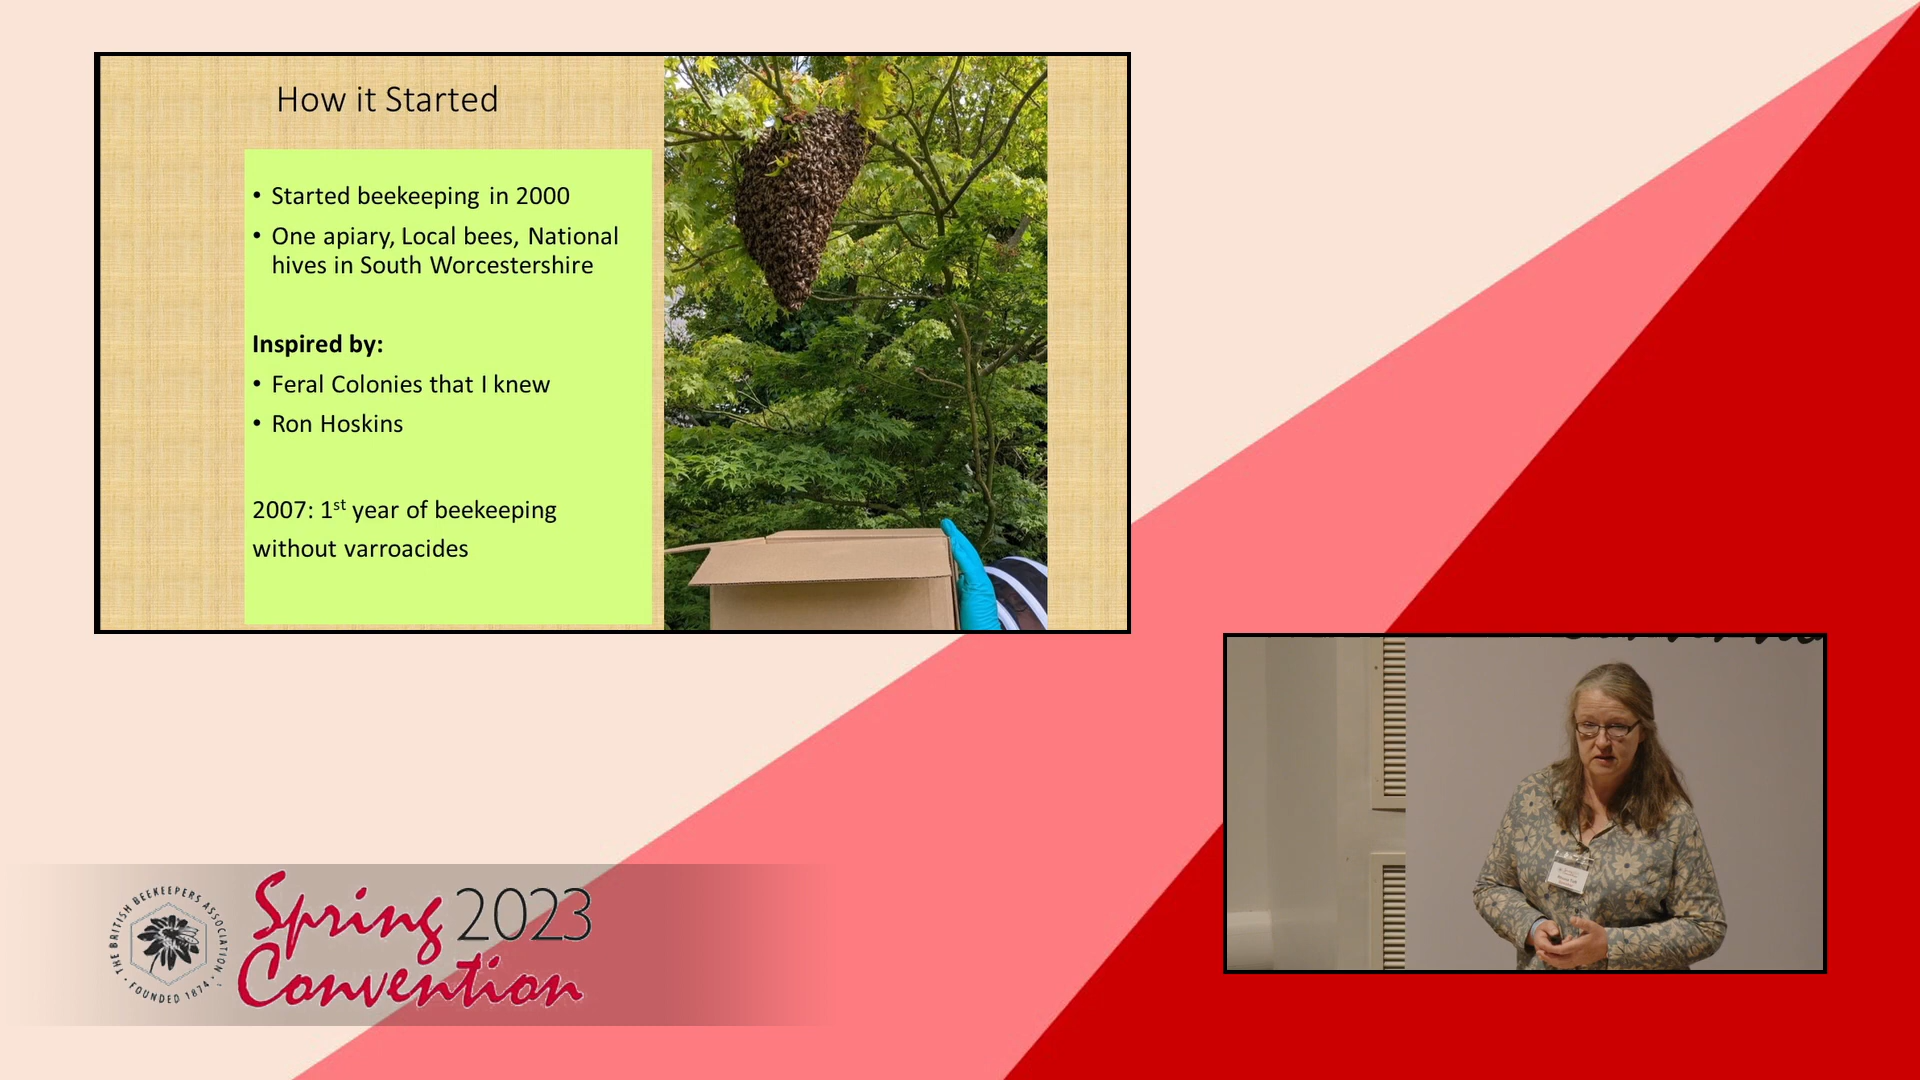 How it Started
• Started beekeeping in 2000
• One apiary, Local bees, National
hives in South Worcestershire
Inspired by:
• Feral Colonies that I knew
• Ron Hoskins
2007: 1st year of beekeeping
without varroacides
THE BRITISH BEEKEEPERS ASSOCIATION
FOUNDED 1874
Spring 2023
Convention